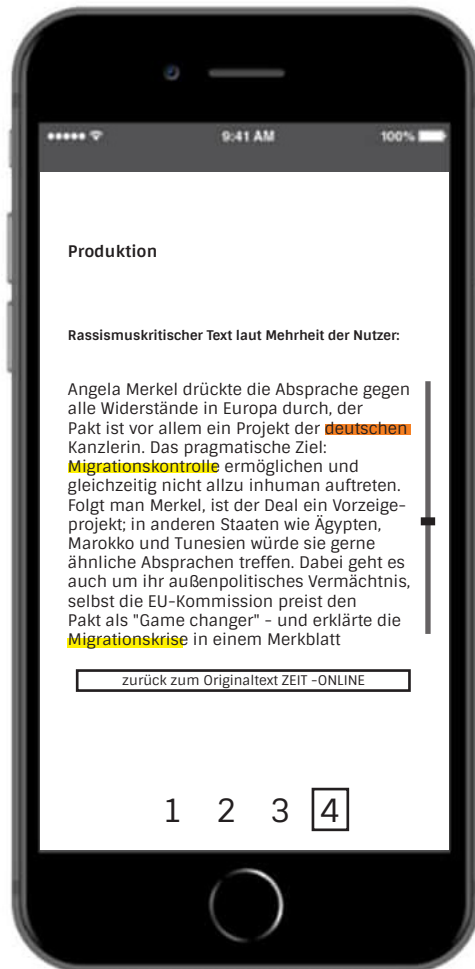 9:41 AM
100%
Produktion
Rassismuskritischer Text laut Mehrheit der Nutzer:
Angela Merkel drückte die Absprache gegen
alle Widerstände in Europa durch, der
Pakt ist vor allem ein Projekt der deutschen
Kanzlerin. Das pragmatische Ziel:
Migrationskontrolle ermöglichen und
gleichzeitig nicht allzu inhuman auftreten.
Folgt man Merkel, ist der Deal ein Vorzeige-
projekt; in anderen Staaten wie Ägypten,
Marokko und Tunesien würde sie gerne
ähnliche Absprachen treffen. Dabei geht es
auch um ihr außenpolitisches Vermächtnis,
selbst die EU-Kommission preist den
Pakt als "Game changer" - und erklärte die
Migrationskrise in einem Merkblatt
zurück zum Originaltext ZEIT -ONLINE
1 2 3 4